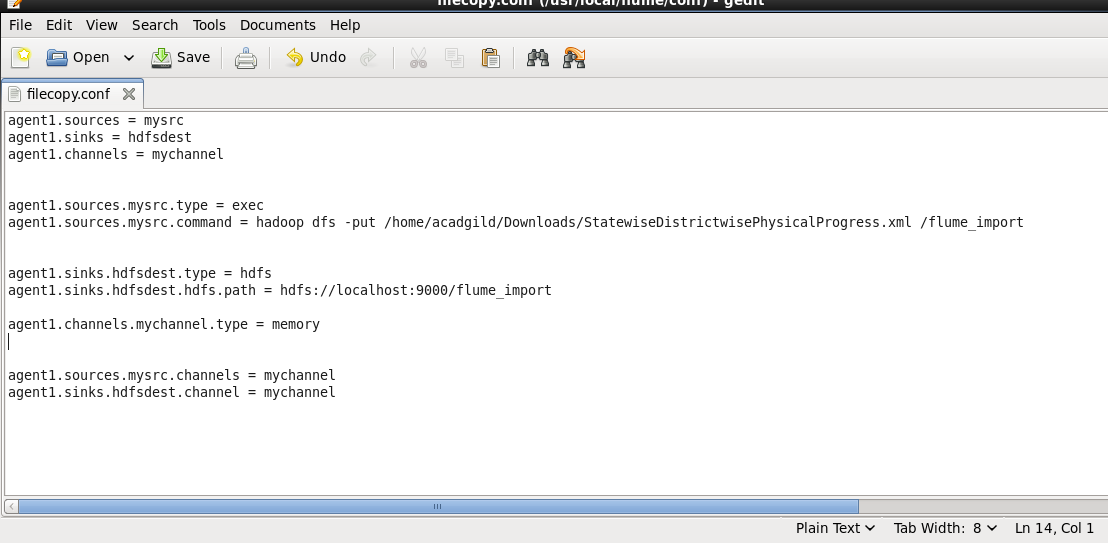 filecopy.conf (/usr/local/flume/conf) - gedit
File Edit View Search Tools Documents Help
Open Save Undo
filecopy.conf
agent1.sources = mysrc
agent1.sinks = hdfsdest
agent1.channels = mychannel
agent1.sources.mysrc.type = exec
agent1.sources.mysrc.command = hadoop dfs -put /home/acadgild/Downloads/StatewiseDistrictwisePhysicalProgress.xml /flume_import
agent1.sinks.hdfsdest.type = hdfs
agent1.sinks.hdfsdest.hdfs.path = hdfs://localhost:9000/flume_import
agent1.channels.mychannel.type = memory
agent1.sources.mysrc.channels = mychannel
agent1.sinks.hdfsdest.channel = mychannel
Plain Text Tab Width: 8 Ln 14, Col 1